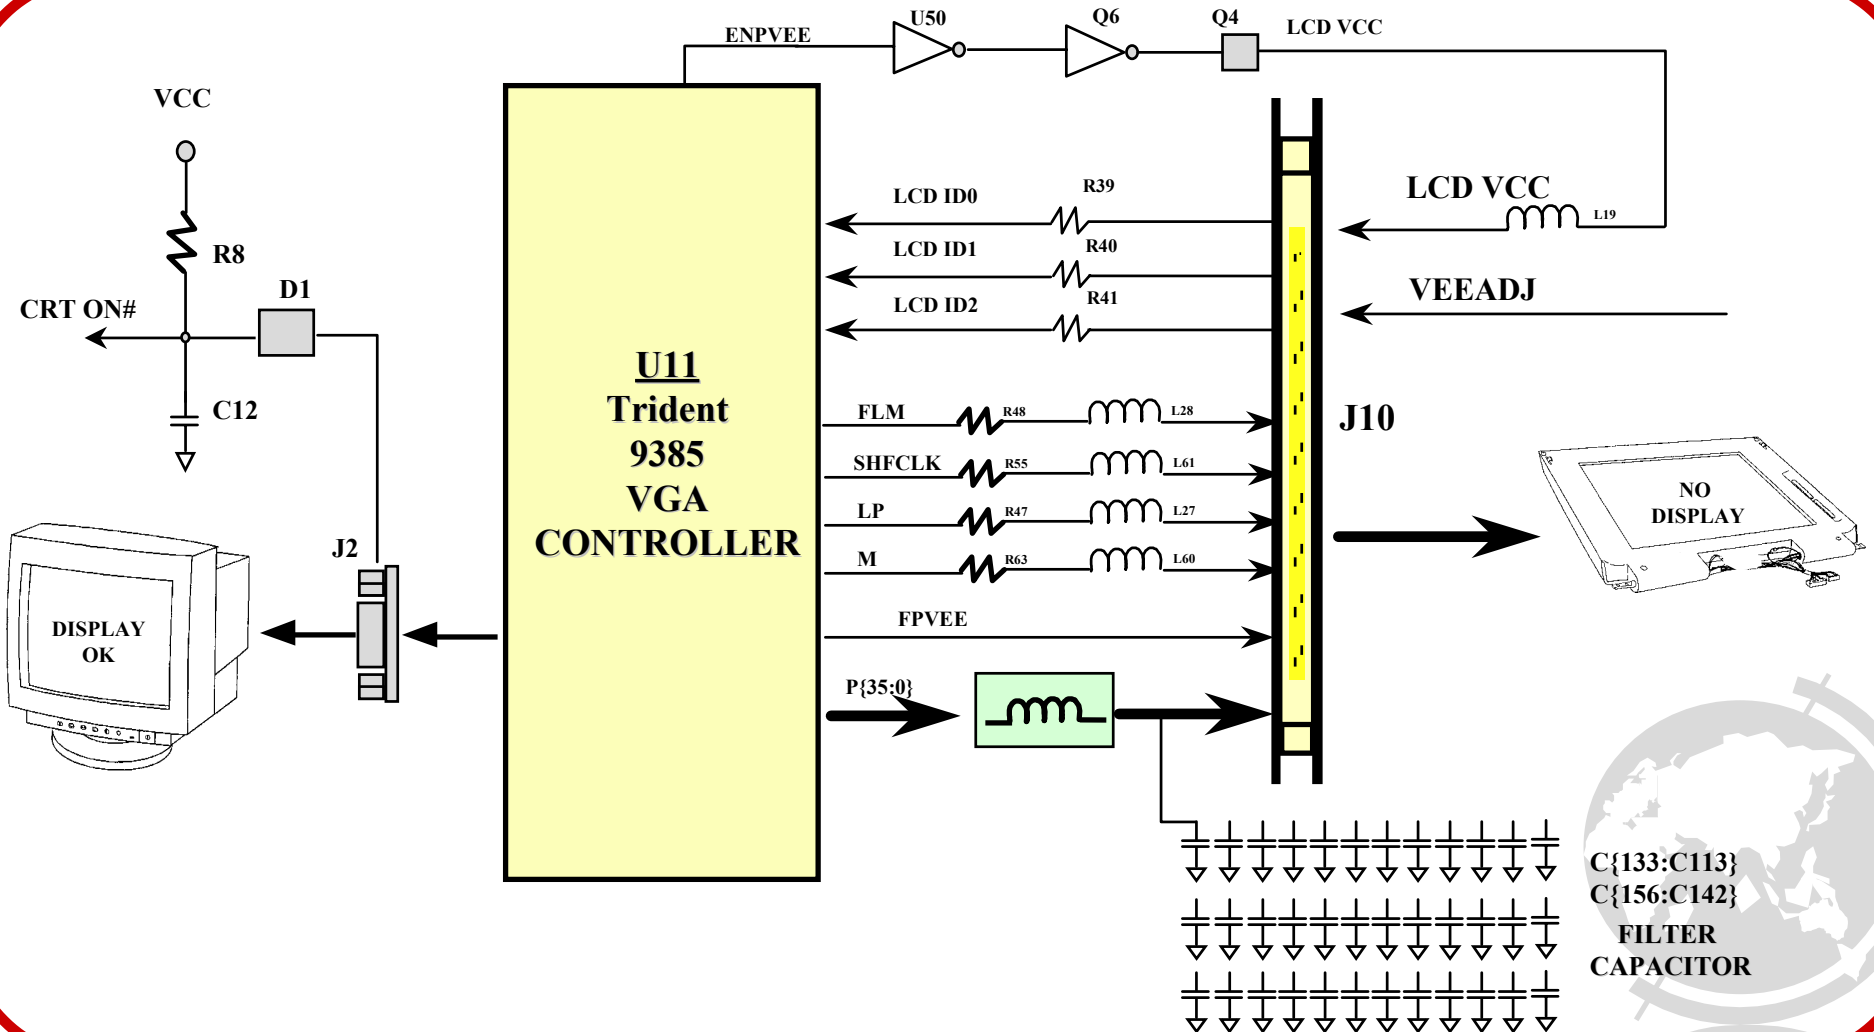 U50
Q6
Q4
LCD VCC
ENPVEE
VCC
R8
D1
CRT ON#
C12
J2
DISPLAY
OK
U11
Trident
9385
VGA
CONTROLLER
LCD ID0
R39
LCD ID1
R40
LCD ID2
R41
FLM
R48
L28
SHFCLK
R55
L61
LP
R47
L27
M
R63
L60
FPVEE
P{35:0}
LCD VCC
L19
VEEADJ
J10
NO
DISPLAY
C{133:C113}
C{156:C142}
FILTER
CAPACITOR